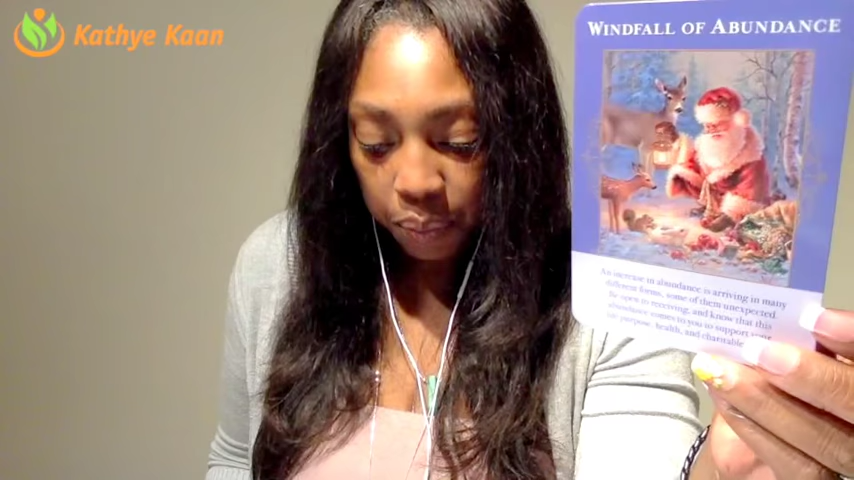 Kathye Kaan
WINDFALL OF ABUNDANCE
An increase in abundance is arriving in many
different forms, some of them unexpected.
Be open to receiving, and know that this
abundance comes to you to support your
life purpose, health, and charitable